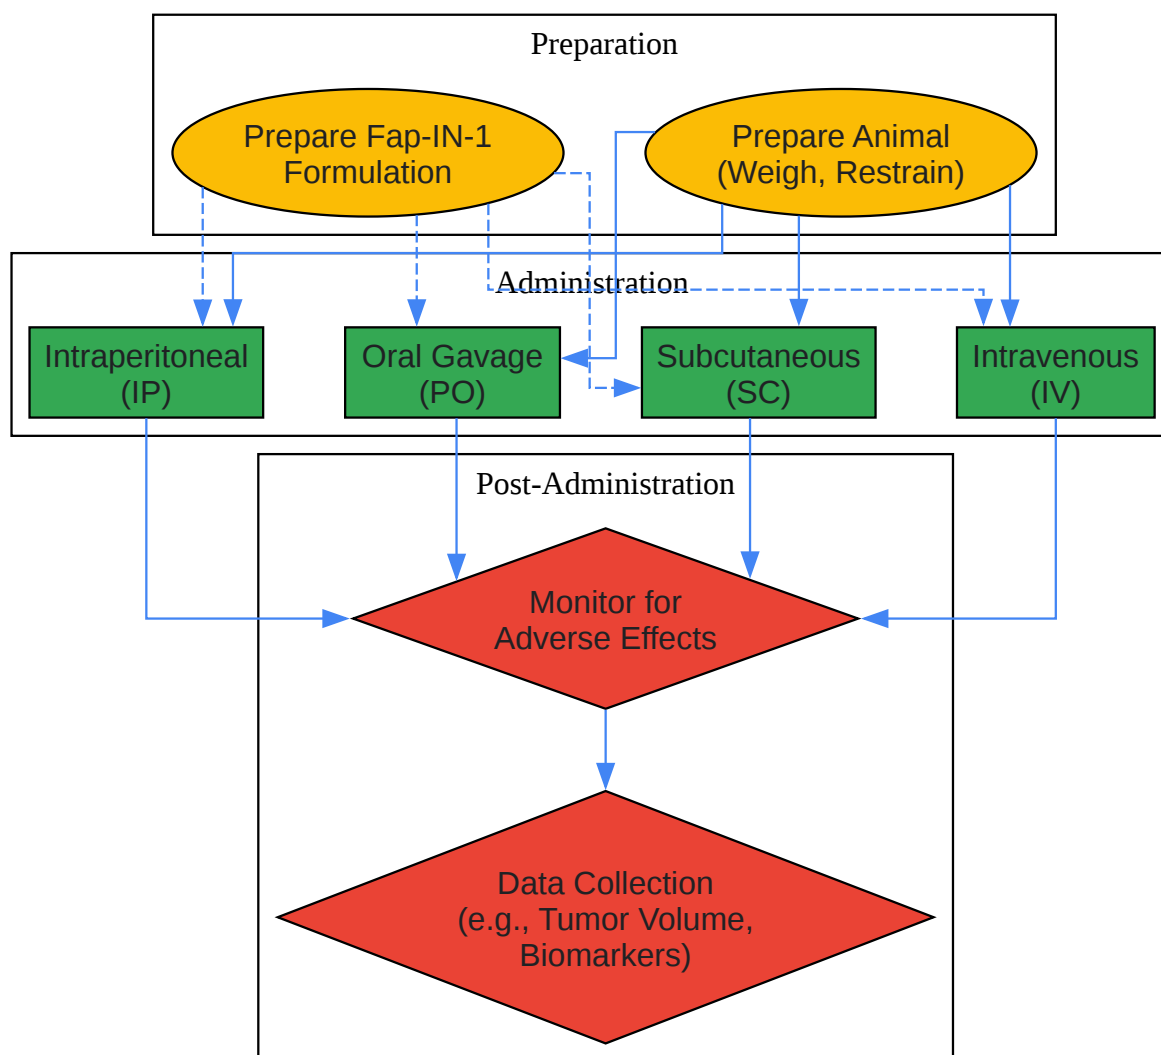 Preparation
Prepare Fap-IN-1
Formulation
Prepare Animal
(Weigh, Restrain)
Administration
Intraperitoneal
(IP)
Oral Gavage
(PO)
Subcutaneous
(SC)
Intravenous
(IV)
Post-Administration
Monitor for
Adverse Effects
Data Collection
(e.g., Tumor Volume,
Biomarkers)